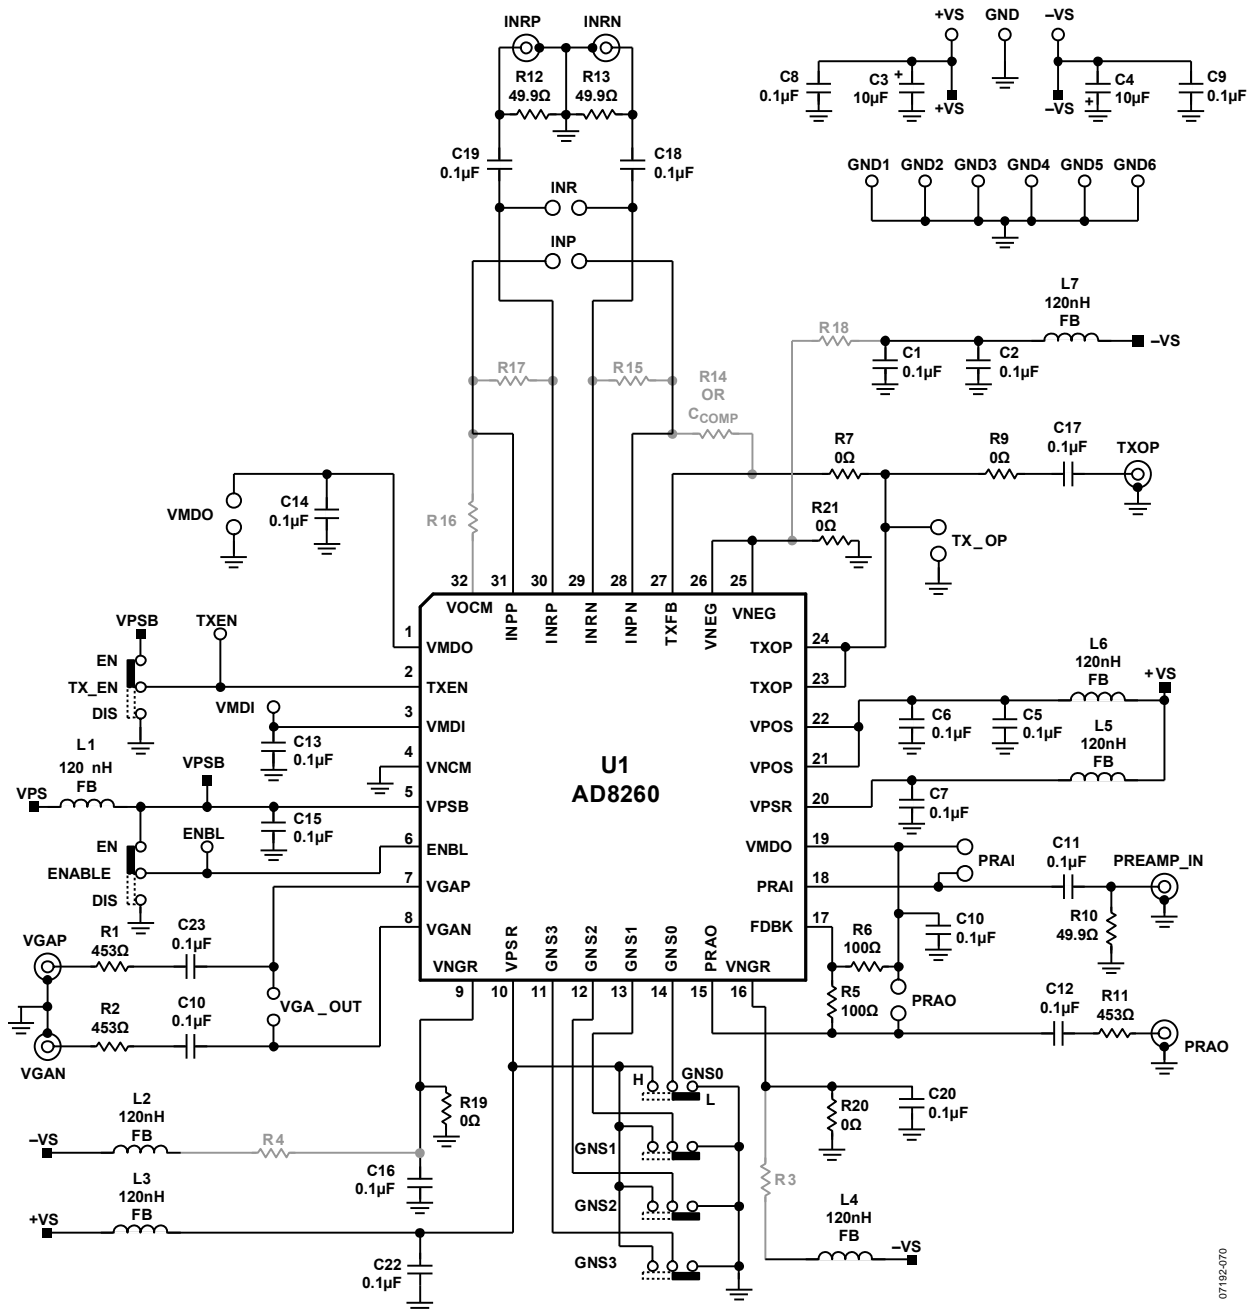 INRP INRN
R12 R13
49.9Ω 49.9Ω
C19
0.1µF
C18
0.1µF
INR
INP
+VS GND –VS
C8
0.1µF
C3
10µF
+
+VS
–VS
C4
10µF
+
C9
0.1µF
GND1 GND2 GND3 GND4 GND5 GND6
L7
120nH
FB
–VS
R18
C1
0.1µF
C2
0.1µF
R17
R15
R14
OR
CCOMP
R16
R7
0Ω
R9
0Ω
C17
0.1µF
TXOP
R21
0Ω
TX_OP
VMDO
C14
0.1µF
32 31 30 29 28 27 26 25
VOCM INPP INRP INRN INPN TXFB VNEG VNEG
VPSB
TXEN
EN
TX_EN
DIS
VMDI
C13
0.1µF
L1
120 nH
FB
VPS
VPSB
C15
0.1µF
EN
ENABLE
DIS
ENBL
1 VMDO
2 TXEN
3 VMDI
4 VNCM
5 VPSB
6 ENBL
7 VGAP
8 VGAN
U1
AD8260
TXOP 24
TXOP 23
VPOS 22
VPOS 21
VPSR 20
VMDO 19
PRAI 18
FDBK 17
L6
120nH
FB
+VS
L5
120nH
FB
C6
0.1µF
C5
0.1µF
C7
0.1µF
PRAI
C11
0.1µF
PREAMP_IN
R10
49.9Ω
C10
0.1µF
R6
100Ω
R5
100Ω
PRAO
C12
0.1µF
R11
453Ω
PRAO
VGAP
R1
453Ω
C23
0.1µF
VGA_OUT
R2
453Ω
C10
0.1µF
VGAN
VNGR VPSR GNS3 GNS2 GNS1 GNS0 PRAO VNGR
9 10 11 12 13 14 15 16
H GNS0
L
GNS1
GNS2
GNS3
R19
0Ω
R20
0Ω
C20
0.1µF
L2
120nH
FB
–VS
R4
C16
0.1µF
L3
120nH
FB
+VS
C22
0.1µF
R3
L4
120nH
FB
–VS
07192-070